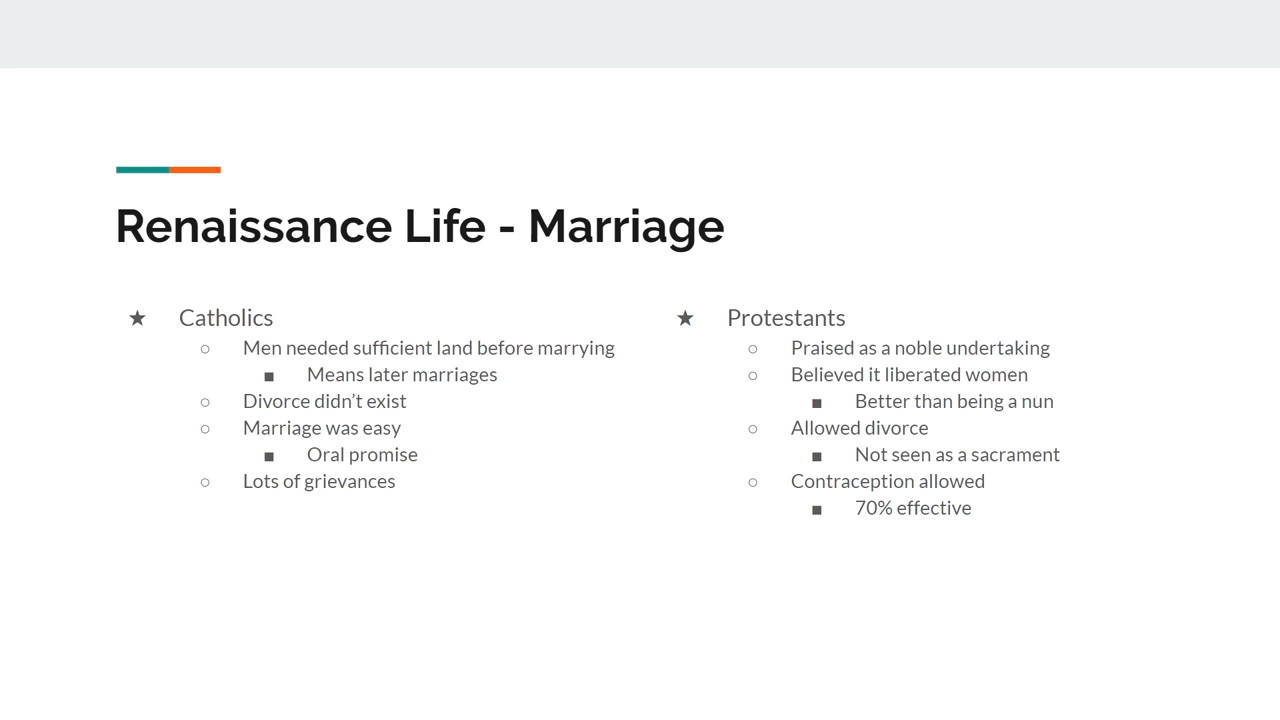 Renaissance Life - Marriage
★ Catholics
○ Men needed sufficient land before marrying
■ Means later marriages
○ Divorce didn’t exist
○ Marriage was easy
■ Oral promise
○ Lots of grievances
★ Protestants
○ Praised as a noble undertaking
○ Believed it liberated women
■ Better than being a nun
○ Allowed divorce
■ Not seen as a sacrament
○ Contraception allowed
■ 70% effective